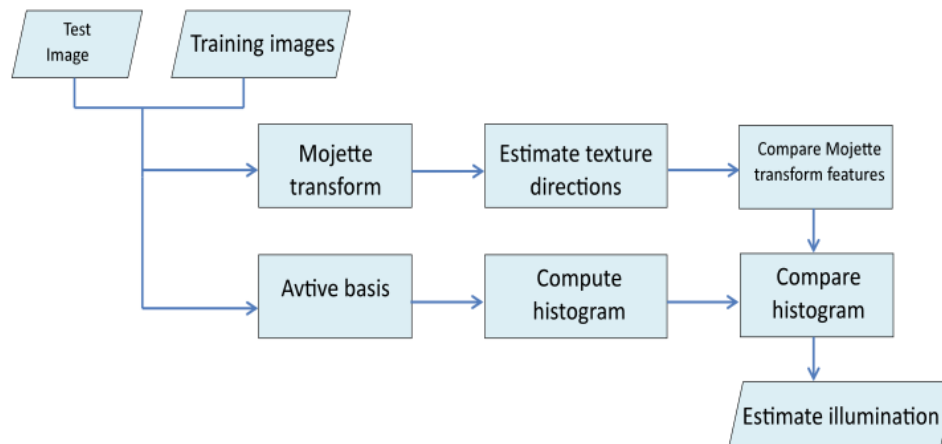 Test
Image
Training images
Mojette
transform
Estimate texture
directions
Compare Mojette
transform features
Avtive basis
Compute
histogram
Compare
histogram
Estimate illumination